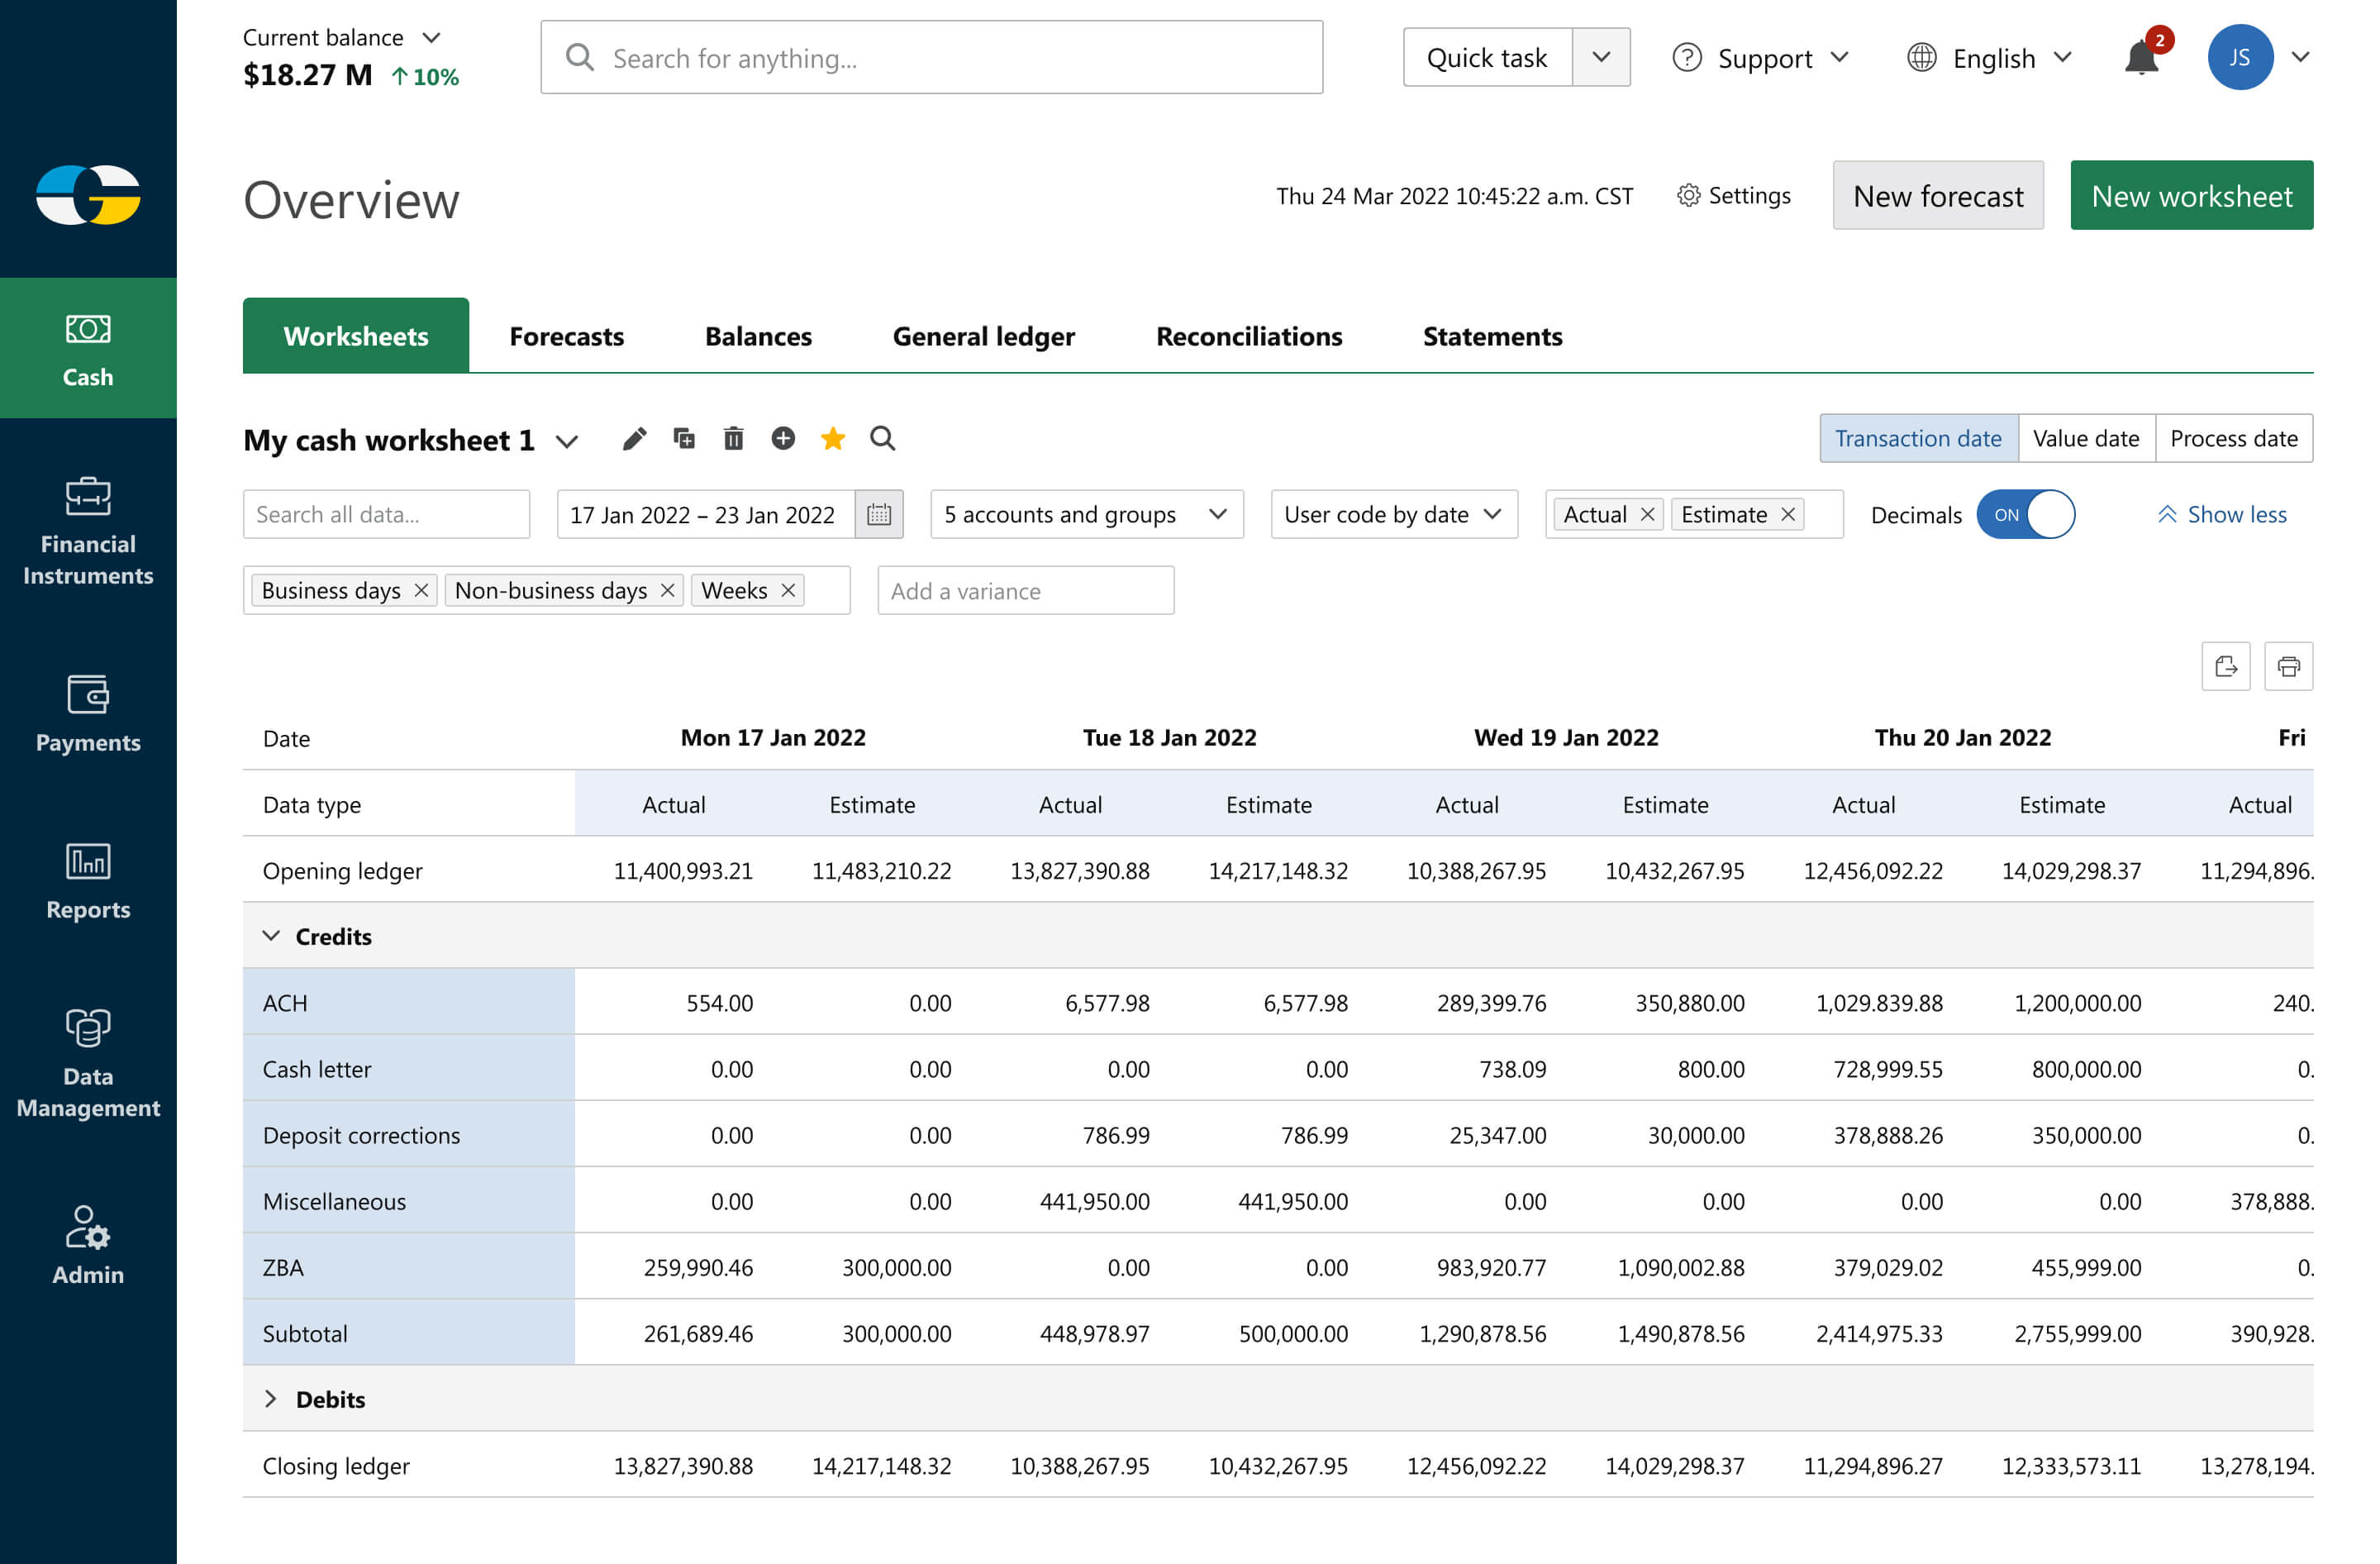 Current balance
$18.27 M ↑10%
Search for anything...
Quick task
Support
English
2
JS
Overview
Thu 24 Mar 2022 10:45:22 a.m. CST
Settings
New forecast
New worksheet
Cash
Financial
Instruments
Payments
Reports
Data
Management
Admin
Worksheets Forecasts Balances General ledger Reconciliations Statements
My cash worksheet 1
Transaction date Value date Process date
Search all data...
17 Jan 2022 – 23 Jan 2022
5 accounts and groups
User code by date
Actual Estimate
Decimals ON
Show less
Business days Non-business days Weeks
Add a variance
Date Mon 17 Jan 2022 Tue 18 Jan 2022 Wed 19 Jan 2022 Thu 20 Jan 2022 Fri
Data type Actual Estimate Actual Estimate Actual Estimate Actual Estimate Actual
Opening ledger 11,400,993.21 11,483,210.22 13,827,390.88 14,217,148.32 10,388,267.95 10,432,267.95 12,456,092.22 14,029,298.37 11,294,896.
Credits
ACH 554.00 0.00 6,577.98 6,577.98 289,399.76 350,880.00 1,029.839.88 1,200,000.00 240.
Cash letter 0.00 0.00 0.00 0.00 738.09 800.00 728,999.55 800,000.00 0.
Deposit corrections 0.00 0.00 786.99 786.99 25,347.00 30,000.00 378,888.26 350,000.00 0.
Miscellaneous 0.00 0.00 441,950.00 441,950.00 0.00 0.00 0.00 0.00 378,888.
ZBA 259,990.46 300,000.00 0.00 0.00 983,920.77 1,090,002.88 379,029.02 455,999.00 0.
Subtotal 261,689.46 300,000.00 448,978.97 500,000.00 1,290,878.56 1,490,878.56 2,414,975.33 2,755,999.00 390,928.
Debits
Closing ledger 13,827,390.88 14,217,148.32 10,388,267.95 10,432,267.95 12,456,092.22 14,029,298.37 11,294,896.27 12,333,573.11 13,278,194.